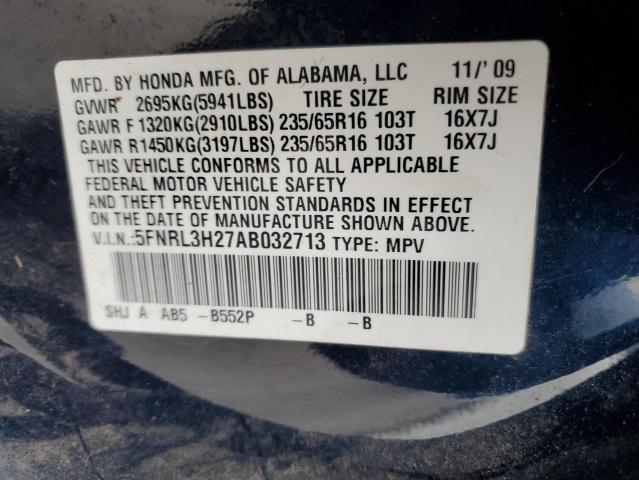 MFD. BY HONDA MFG. OF ALABAMA, LLC 11/'09
GVWR 2695KG(5941LBS) TIRE SIZE RIM SIZE
GAWR F 1320KG(2910LBS) 235/65R16 103T 16X7J
GAWR R1450KG(3197LBS) 235/65R16 103T 16X7J
THIS VEHICLE CONFORMS TO ALL APPLICABLE
FEDERAL MOTOR VEHICLE SAFETY
AND THEFT PREVENTION STANDARDS IN EFFECT
ON THE DATE OF MANUFACTURE SHOWN ABOVE.
V.I.N.:5FNRL3H27AB032713 TYPE: MPV
SHJ A AB5 -B552P -B -B